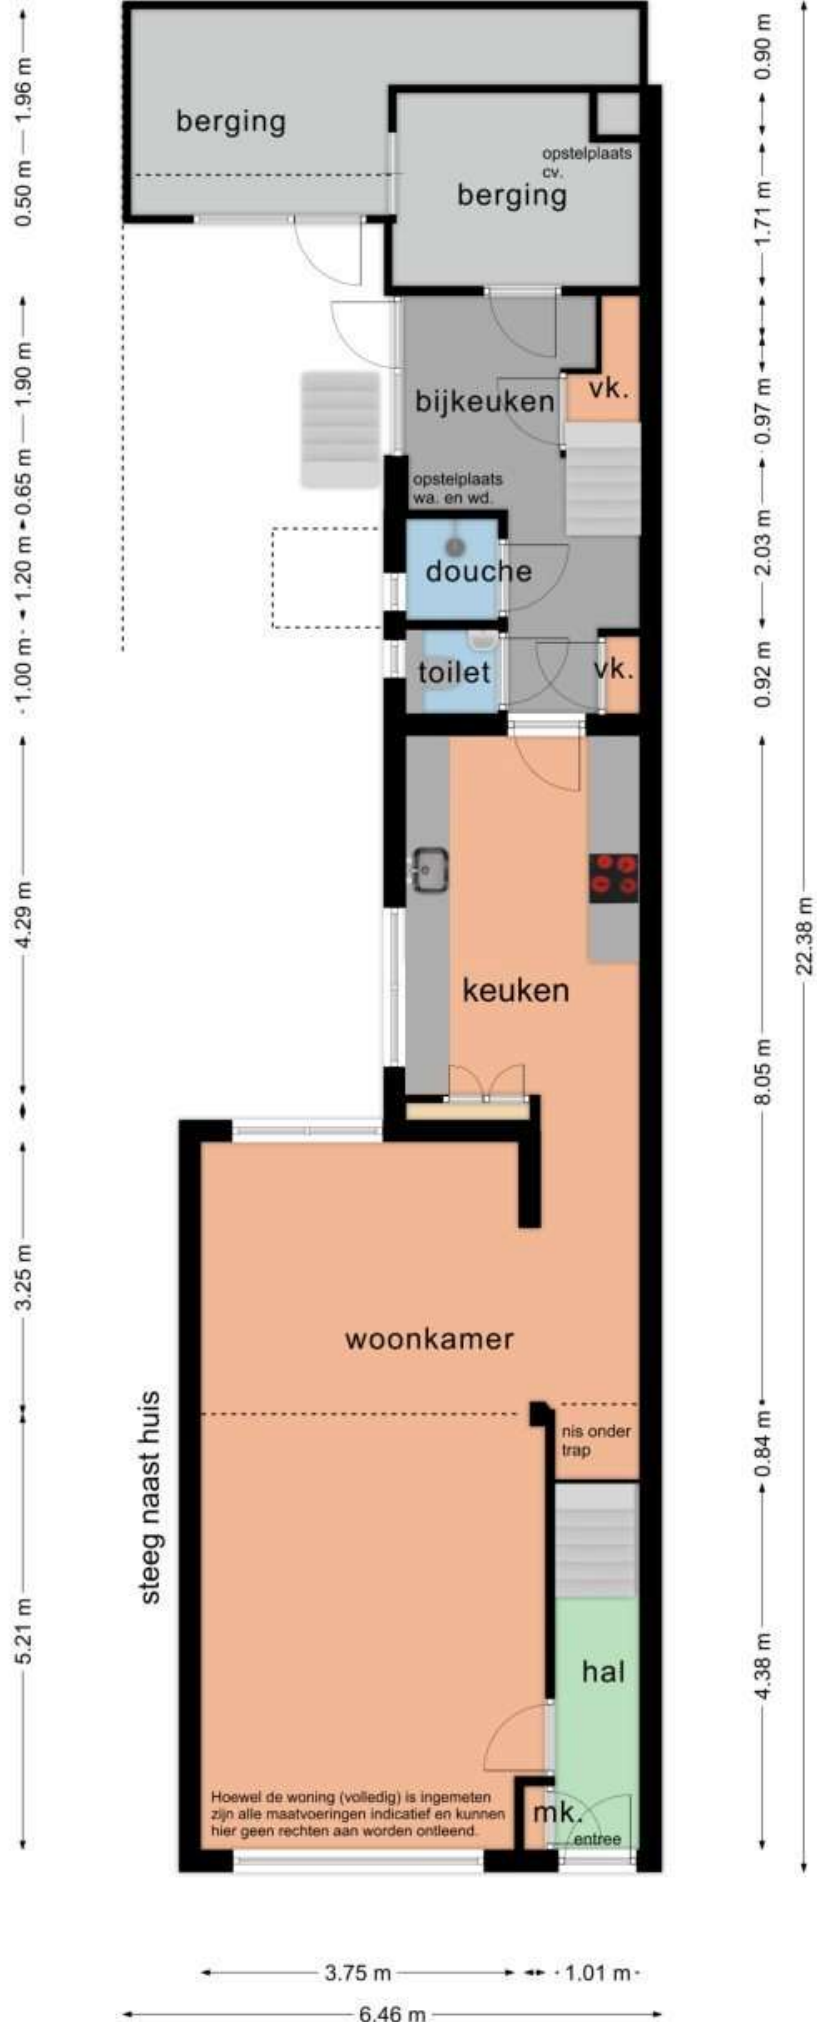 0.90 m
1.96 m
berging
opstelplaats
cv.
berging
0.50 m
1.71 m
1.90 m
vk.
bijkeuken
0.97 m
opstelplaats
wa. en wd.
0.65 m
2.03 m
1.20 m
douche
1.00 m
toilet
vk.
0.92 m
4.29 m
22.38 m
keuken
8.05 m
3.25 m
woonkamer
steeg naast huis
nis onder
trap
0.84 m
5.21 m
hal
4.38 m
Hoewel de woning (volledig) is ingemeten
zijn alle maatvoeringen indicatief en kunnen
hier geen rechten aan worden ontleend.
mk.
entree
3.75 m
1.01 m
6.46 m